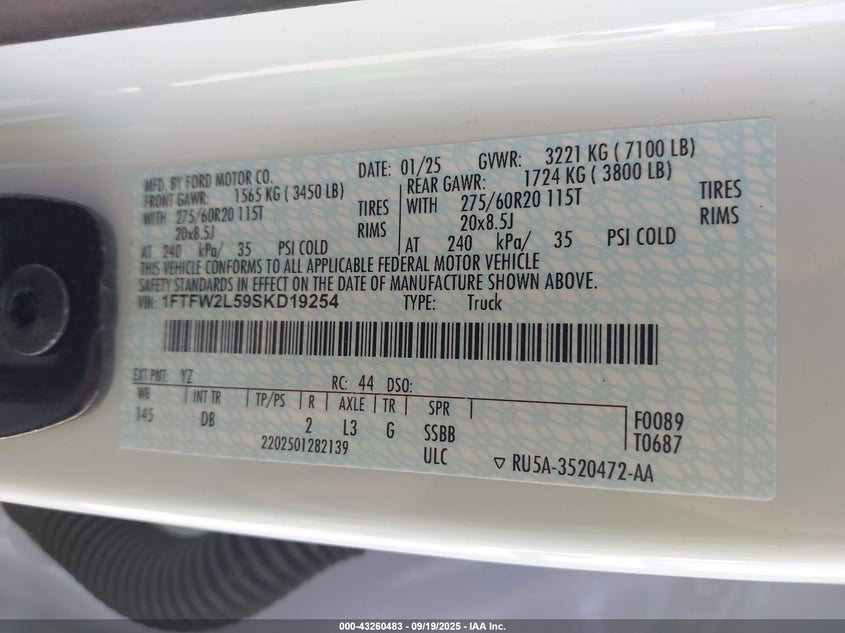 MFD. BY FORD MOTOR CO. DATE: 01/25 GVWR: 3221 KG ( 7100 LB)
FRONT GAWR: 1565 KG ( 3450 LB) REAR GAWR: 1724 KG ( 3800 LB)
WITH 275/60R20 115T TIRES WITH 275/60R20 115T TIRES
20x8.5J RIMS 20x8.5J RIMS
AT 240 kPa/ 35 PSI COLD AT 240 kPa/ 35 PSI COLD
THIS VEHICLE CONFORMS TO ALL APPLICABLE FEDERAL MOTOR VEHICLE
SAFETY STANDARDS IN EFFECT ON THE DATE OF MANUFACTURE SHOWN ABOVE.
VIN: 1FTFW2L59SKD19254 TYPE: Truck
EXT PNT: YZ RC: 44 DSO:
WB INT TR TP/PS R AXLE TR SPR F0089
145 DB 2 L3 G SSBB T0687
2202501282139 ULC ▽ RU5A-3520472-AA
000-43260483 - 09/19/2025 - IAA Inc.